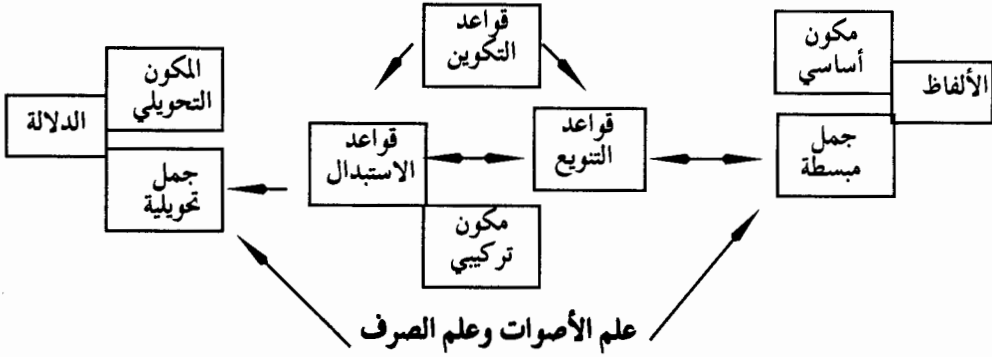 الألفاظ
مكون
أساسي
جمل
مبسطة
قواعد
التكوين
قواعد
التنويع
قواعد
الاستبدال
مكون
تركيبي
المكون
التحويلي
جمل
تحويلية
الدلالة
علم الأصوات وعلم الصرف